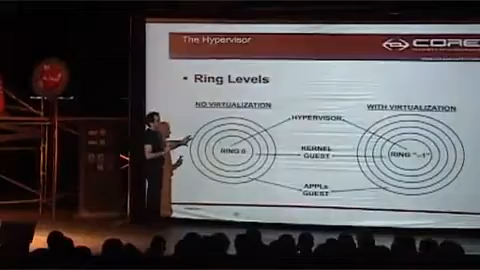 The Hypervisor
CORE
• Ring Levels
NO VIRTUALIZATION
WITH VIRTUALIZATION
HYPERVISOR
RING 0
KERNEL
GUEST
RING "-1"
APPLs
GUEST